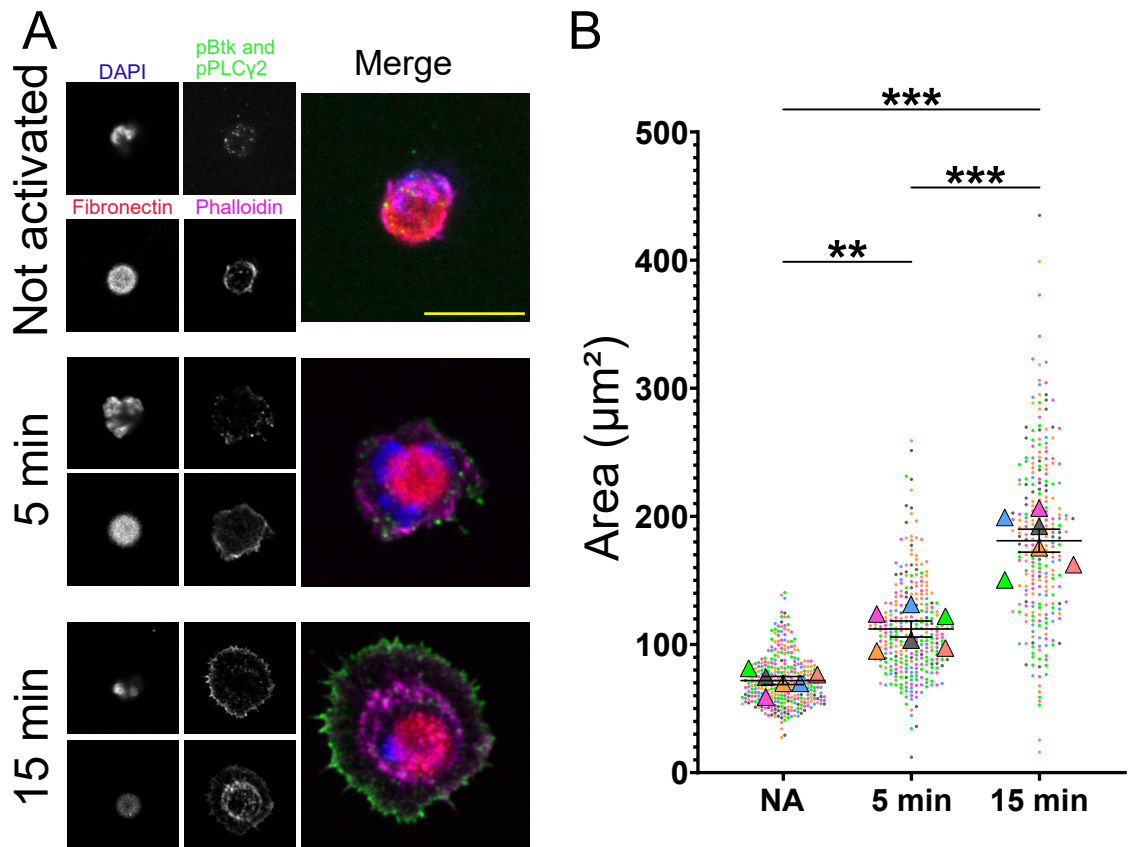 A
Not activated
DAPI
pBtk and
pPLCγ2
Merge
Fibronectin
Phalloidin
5 min
15 min
B
Area (μm²)
500
400
300
200
100
0
***
***
**
NA
5 min
15 min